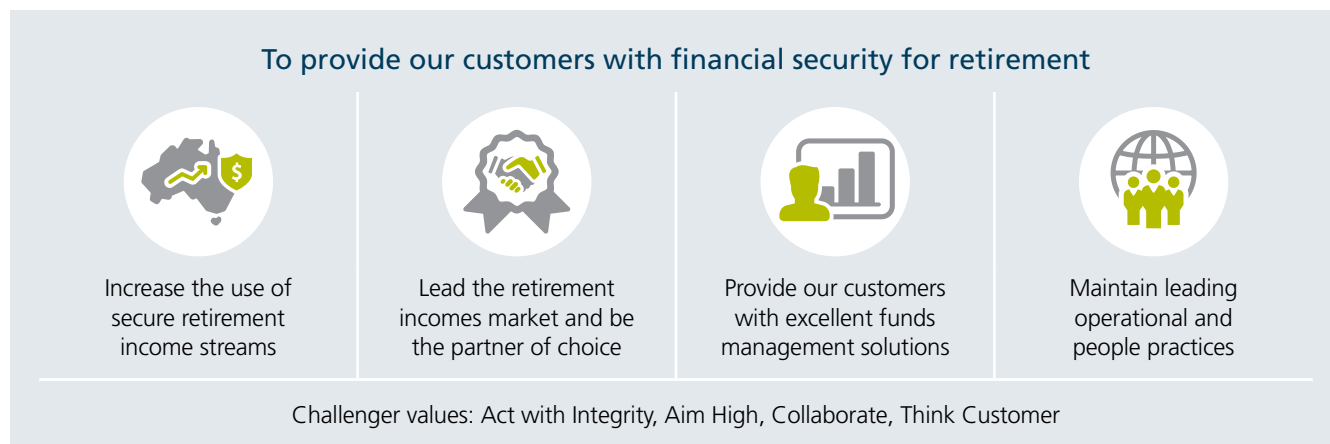 To provide our customers with financial security for retirement
$
Increase the use of
secure retirement
income streams
Lead the retirement
incomes market and be
the partner of choice
Provide our customers
with excellent funds
management solutions
Maintain leading
operational and
people practices
Challenger values: Act with Integrity, Aim High, Collaborate, Think Customer